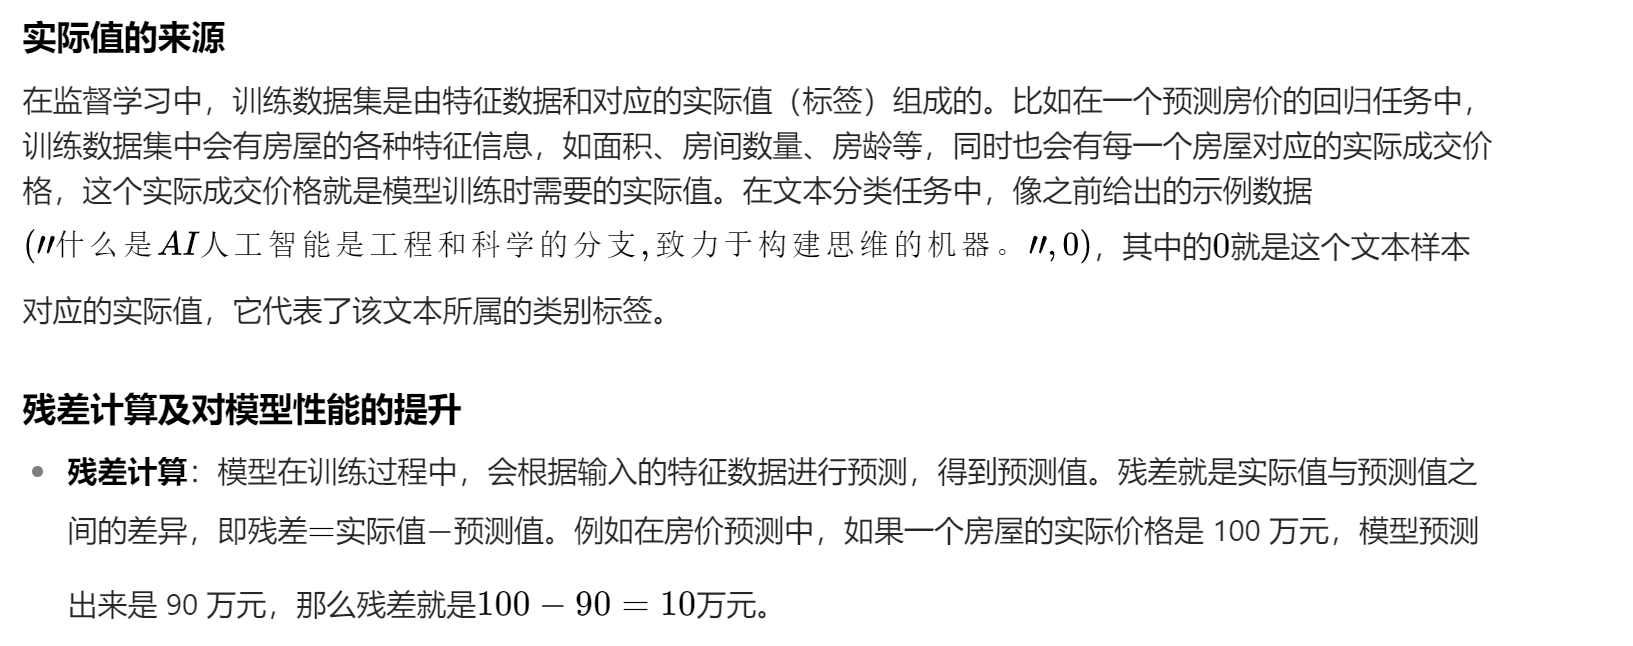 实际值的来源
在监督学习中，训练数据集是由特征数据和对应的实际值（标签）组成的。比如在一个预测房价的回归任务中，
训练数据集中会有房屋的各种特征信息，如面积、房间数量、房龄等，同时也会有每一个房屋对应的实际成交价
格，这个实际成交价格就是模型训练时需要的实际值。在文本分类任务中，像之前给出的示例数据
(″什么是AI人工智能是工程和科学的分支,致力于构建思维的机器。″,0)，其中的0就是这个文本样本
对应的实际值，它代表了该文本所属的类别标签。
残差计算及对模型性能的提升
• 残差计算：模型在训练过程中，会根据输入的特征数据进行预测，得到预测值。残差就是实际值与预测值之
间的差异，即残差=实际值−预测值。例如在房价预测中，如果一个房屋的实际价格是 100 万元，模型预测
出来是 90 万元，那么残差就是100 − 90 = 10万元。